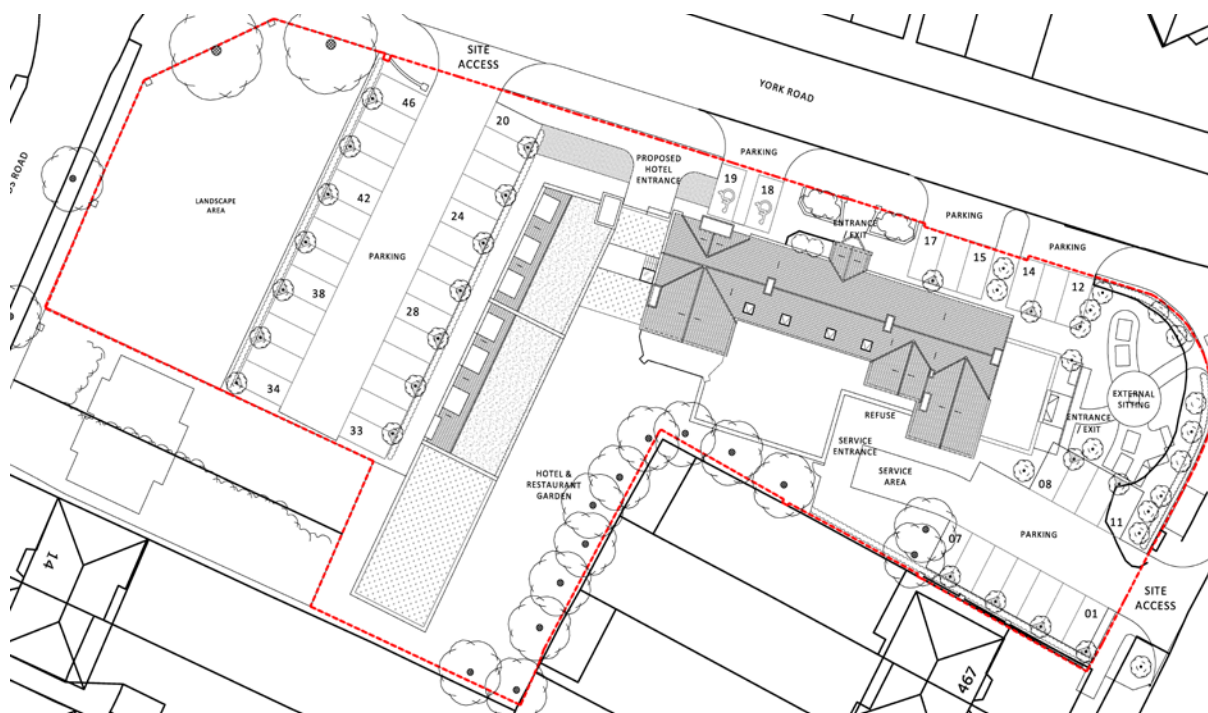 SITE
ACCESS
YORK ROAD
46
20
PROPOSED
HOTEL
ENTRANCE
PARKING
19
18
ENTRANCE
/ EXIT
PARKING
17
15
PARKING
14
12
LANDSCAPE
AREA
42
24
PARKING
38
28
34
33
EXTERNAL
SITTING
ENTRANCE
/ EXIT
REFUSE
SERVICE
ENTRANCE
SERVICE
AREA
HOTEL &
RESTAURANT
GARDEN
08
11
PARKING
07
01
SITE
ACCESS
14
467
ROAD